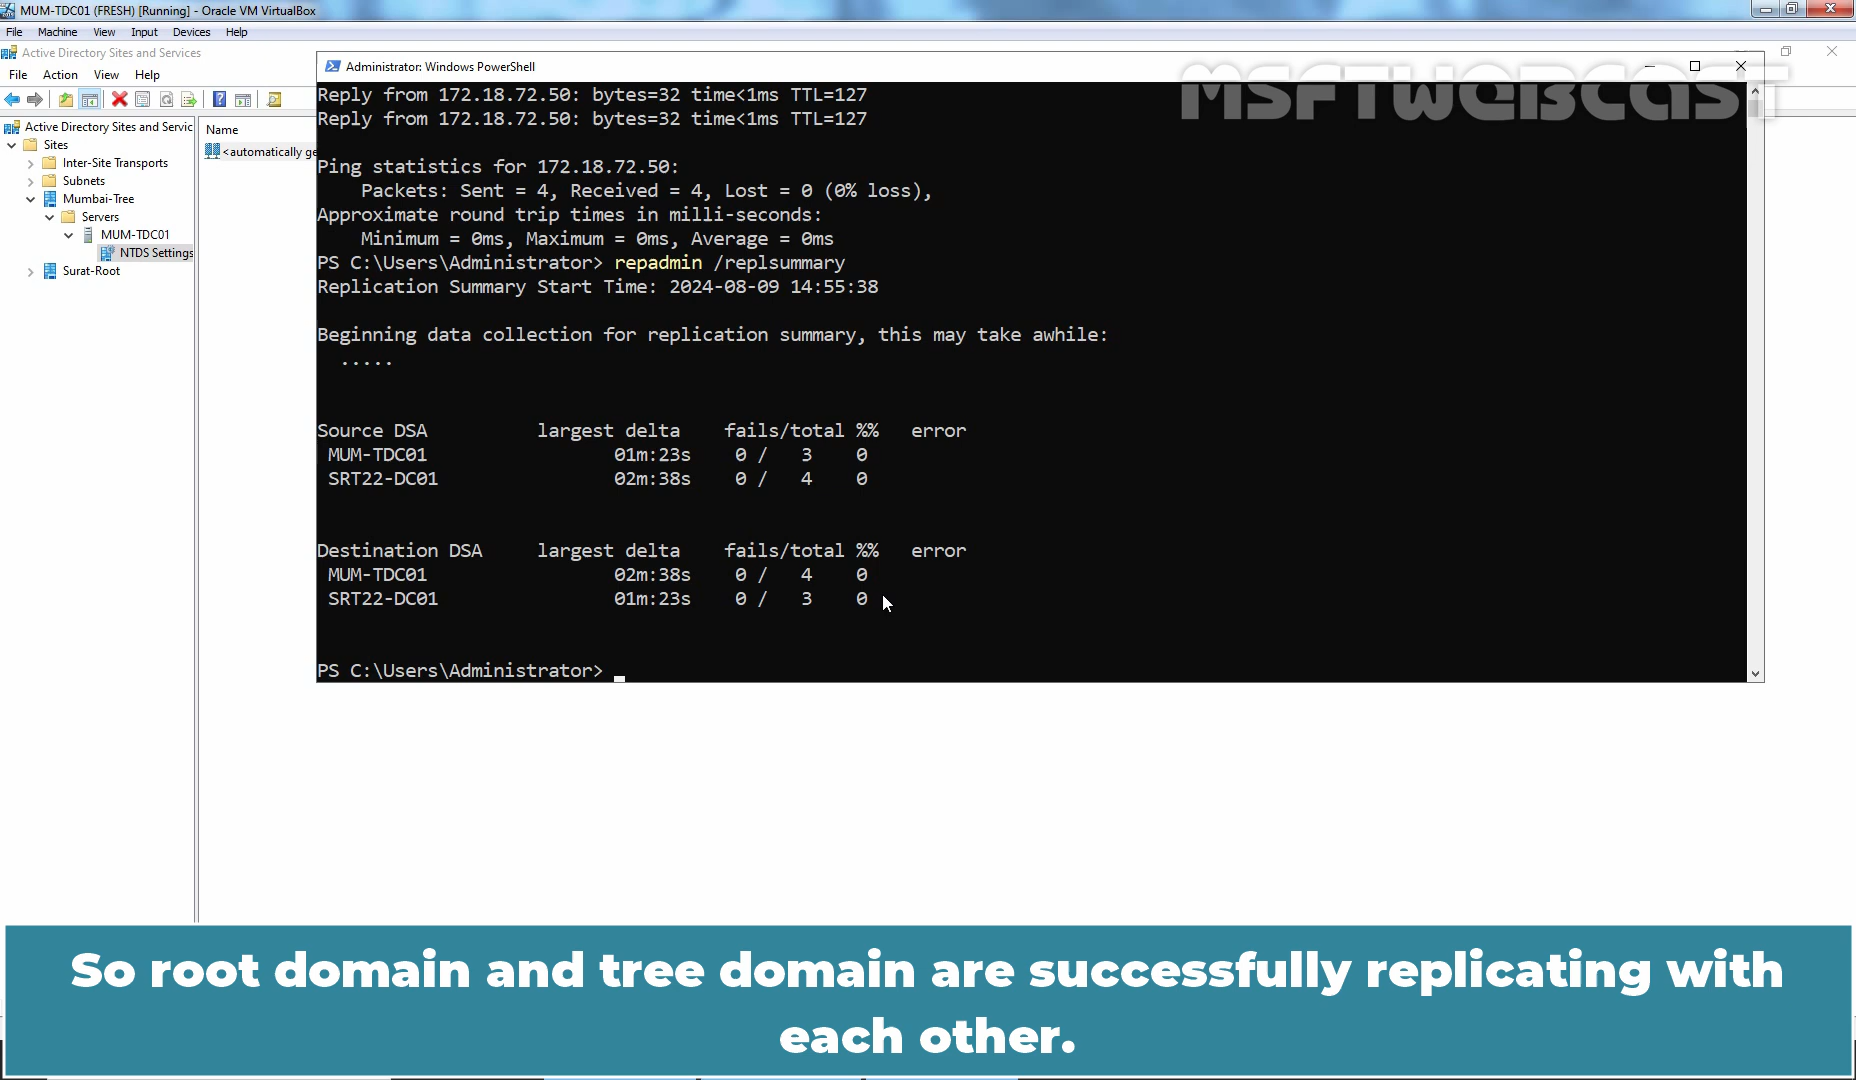 MUM-TDC01 (FRESH) [Running] - Oracle VM VirtualBox
File Machine View Input Devices Help
Active Directory Sites and Services
File Action View Help
Active Directory Sites and Servic
Sites
Inter-Site Transports
Subnets
Mumbai-Tree
Servers
MUM-TDC01
NTDS Settings
Surat-Root
Name
<automatically ge
Administrator: Windows PowerShell
MSFTWEBCAST
Reply from 172.18.72.50: bytes=32 time<1ms TTL=127
Reply from 172.18.72.50: bytes=32 time<1ms TTL=127
Ping statistics for 172.18.72.50:
Packets: Sent = 4, Received = 4, Lost = 0 (0% loss),
Approximate round trip times in milli-seconds:
Minimum = 0ms, Maximum = 0ms, Average = 0ms
PS C:\Users\Administrator> repadmin /replsummary
Replication Summary Start Time: 2024-08-09 14:55:38
Beginning data collection for replication summary, this may take awhile:
.....
Source DSA largest delta fails/total %% error
MUM-TDC01 01m:23s 0 / 3 0
SRT22-DC01 02m:38s 0 / 4 0
Destination DSA largest delta fails/total %% error
MUM-TDC01 02m:38s 0 / 4 0
SRT22-DC01 01m:23s 0 / 3 0
PS C:\Users\Administrator>
So root domain and tree domain are successfully replicating with
each other.